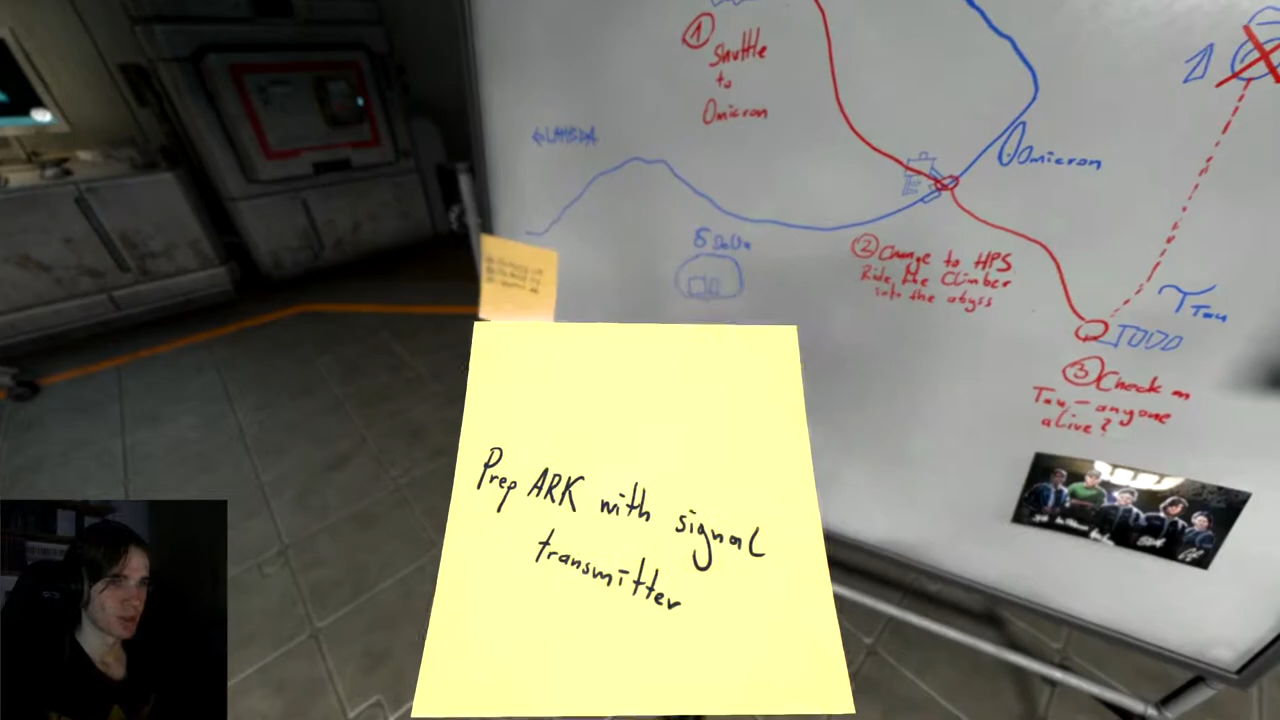 1
Shuttle
to
Omicron
←LAMBDA
Omicron
δ Delta
2 Change to HPS
Ride the Climber
into the abyss
τ Tau
TODO
3 Check on
Tau - anyone
alive?
Prep ARK with signal
transmitter